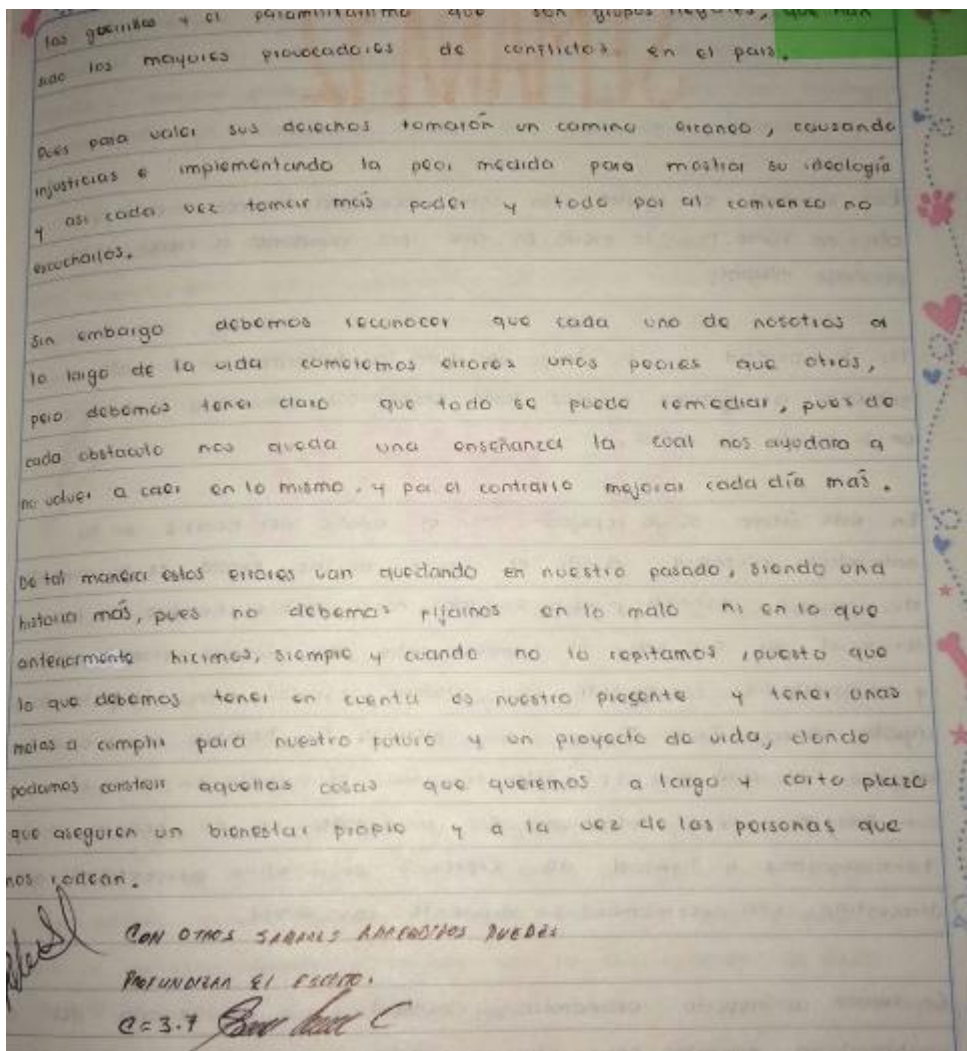 las guerrillas y el paramilitarismo que son grupos ilegales, que han
sido los mayores provocadores de conflictos en el país.
Pues para valer sus derechos tomarón un camino erroneo, causando
injusticias e implementando la peor medida para mostrar su ideología
y asi cada vez tomar más poder y todo por al comienzo no
escucharlos.
Sin embargo debemos reconocer que cada uno de nosotros a
lo largo de la vida cometemos errores unos peores que otros,
pero debemos tener claro que todo se puede remediar, pues de
cada obstaculo nos queda una enseñanza la cual nos ayudara a
no volver a caer en lo mismo, y por el contrario mejorar cada día más.
De tal manera estos errores van quedando en nuestro pasado, siendo una
historia más, pues no debemos fijarnos en lo malo ni en lo que
anteriormente hicimos, siempre y cuando no lo repitamos, puesto que
lo que debemos tener en cuenta es nuestro presente y tener unas
metas a cumplir para nuestro futuro y un proyecto de vida, donde
podamos construir aquellas cosas que queremos a largo y corto plazo
que aseguren un bienestar propio y a la vez de las personas que
nos rodean.
CON OTROS SABERES APRENDIDOS PUEDES
PROFUNDIZAR EL ESCRITO.
C=3.7